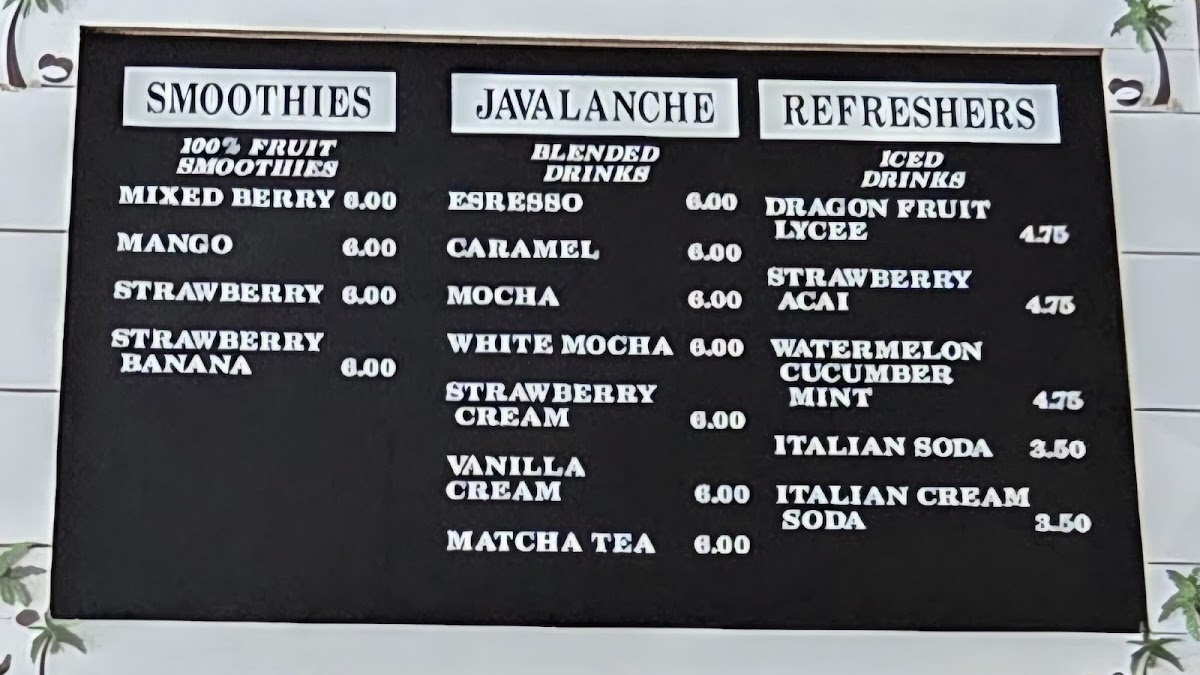 SMOOTHIES
100% FRUIT
SMOOTHIES
MIXED BERRY 6.00
MANGO 6.00
STRAWBERRY 6.00
STRAWBERRY
BANANA 6.00
JAVALANCHE
BLENDED
DRINKS
ESRESSO 6.00
CARAMEL 6.00
MOCHA 6.00
WHITE MOCHA 6.00
STRAWBERRY
CREAM 6.00
VANILLA
CREAM 6.00
MATCHA TEA 6.00
REFRESHERS
ICED
DRINKS
DRAGON FRUIT
LYCEE 4.75
STRAWBERRY
ACAI 4.75
WATERMELON
CUCUMBER
MINT 4.75
ITALIAN SODA 3.50
ITALIAN CREAM
SODA 3.50